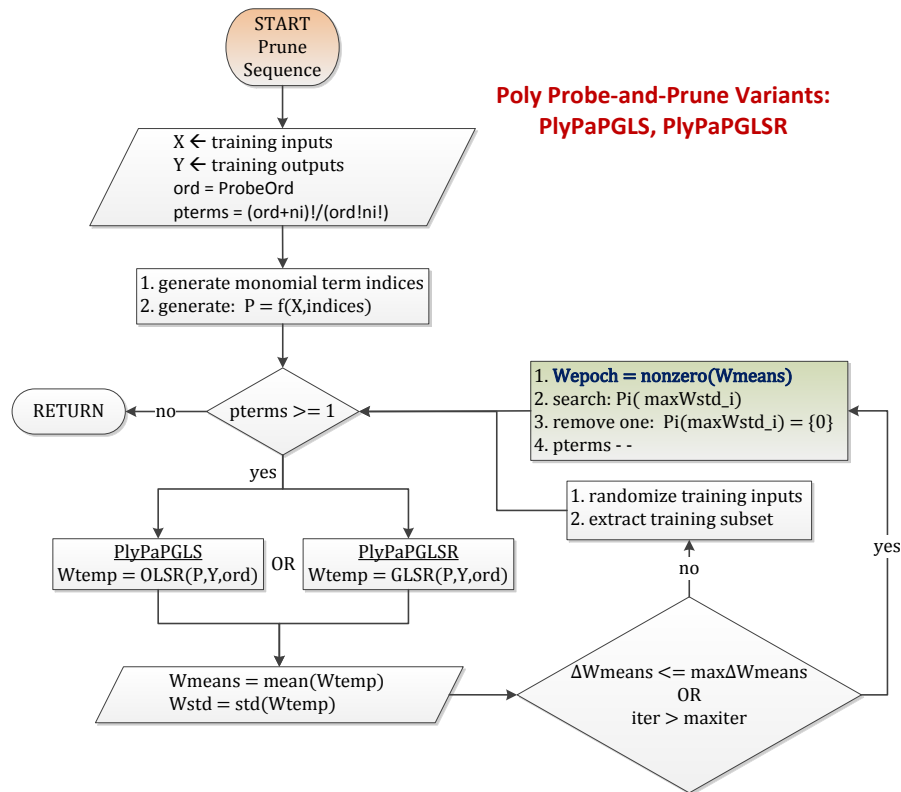 START
Prune
Sequence
Poly Probe-and-Prune Variants:
PlyPaPGLS, PlyPaPGLSR
X ← training inputs
Y ← training outputs
ord = ProbeOrd
pterms = (ord+ni)!/(ord!ni!)
1. generate monomial term indices
2. generate: P = f(X,indices)
RETURN
no
pterms >= 1
1. Wepoch = nonzero(Wmeans)
2. search: Pi( maxWstd_i)
3. remove one: Pi(maxWstd_i) = {0}
4. pterms - -
yes
1. randomize training inputs
2. extract training subset
PlyPaPGLS
Wtemp = OLSR(P,Y,ord)
OR
PlyPaPGLSR
Wtemp = GLSR(P,Y,ord)
no
yes
Wmeans = mean(Wtemp)
Wstd = std(Wtemp)
ΔWmeans <= maxΔWmeans
OR
iter > maxiter